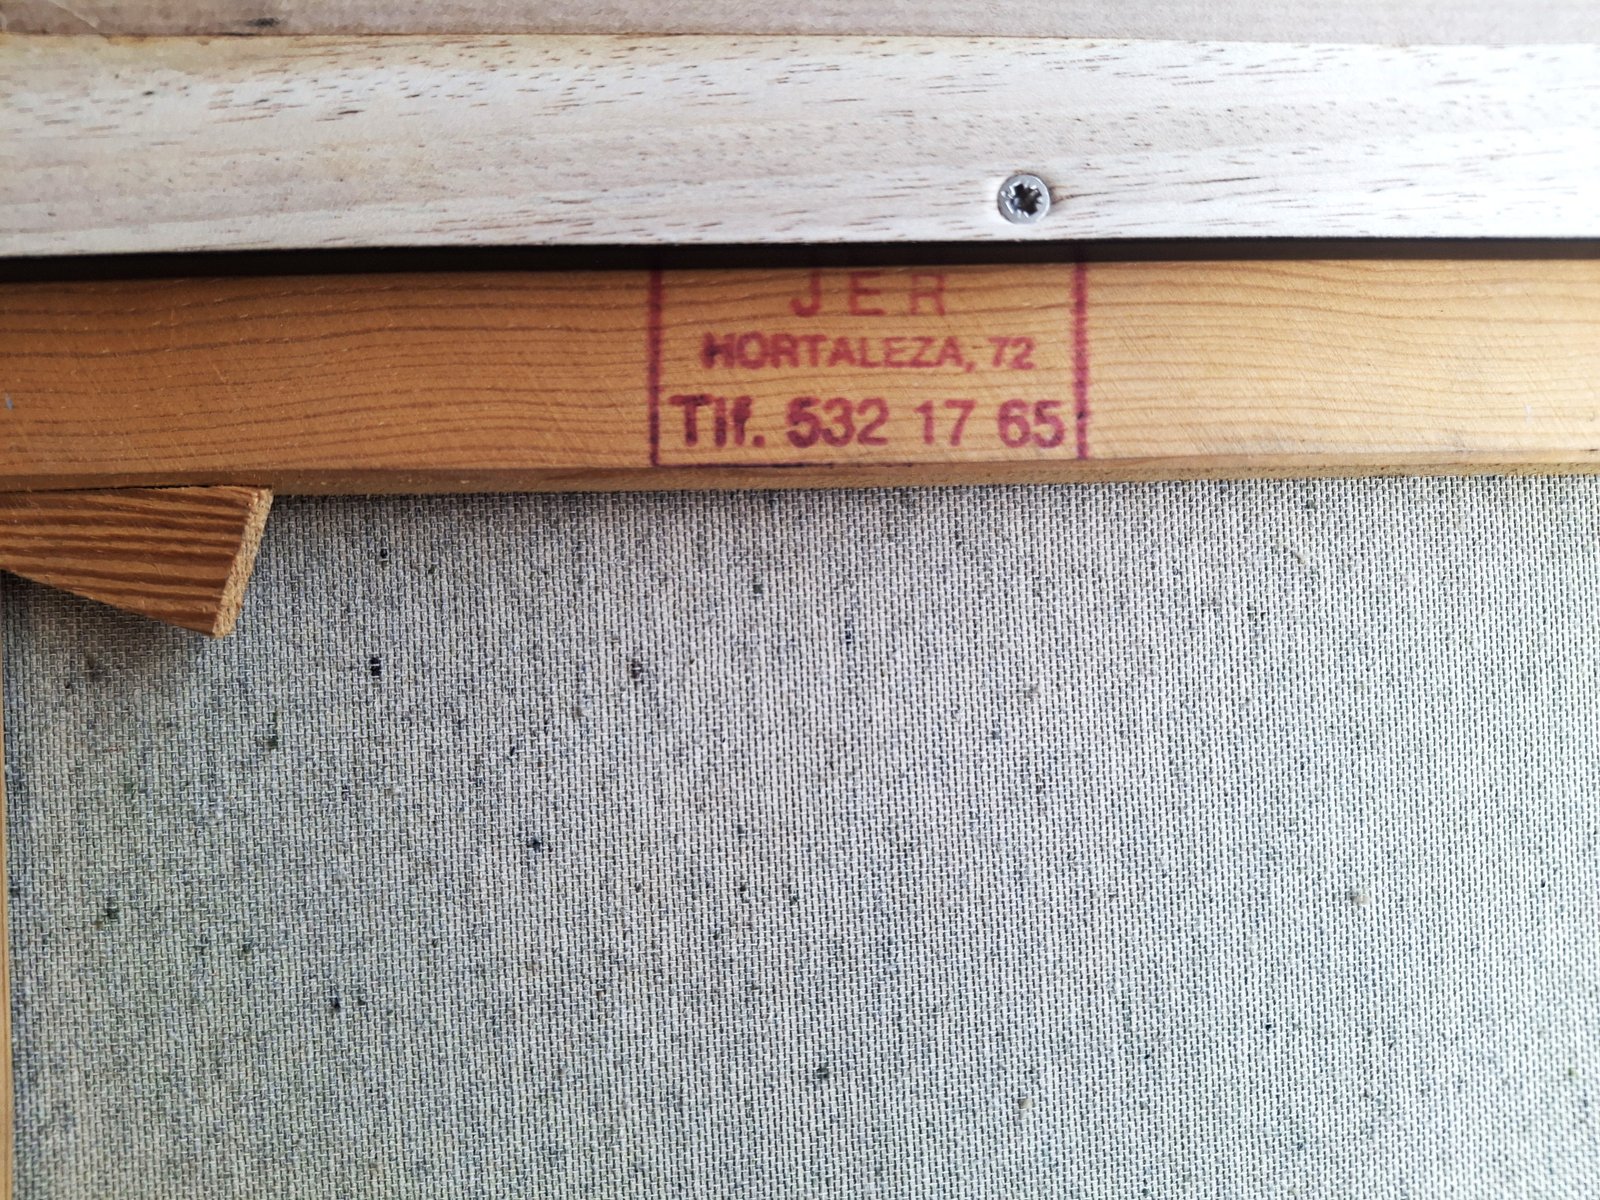 JER
HORTALEZA, 72
Tlf. 532 17 65